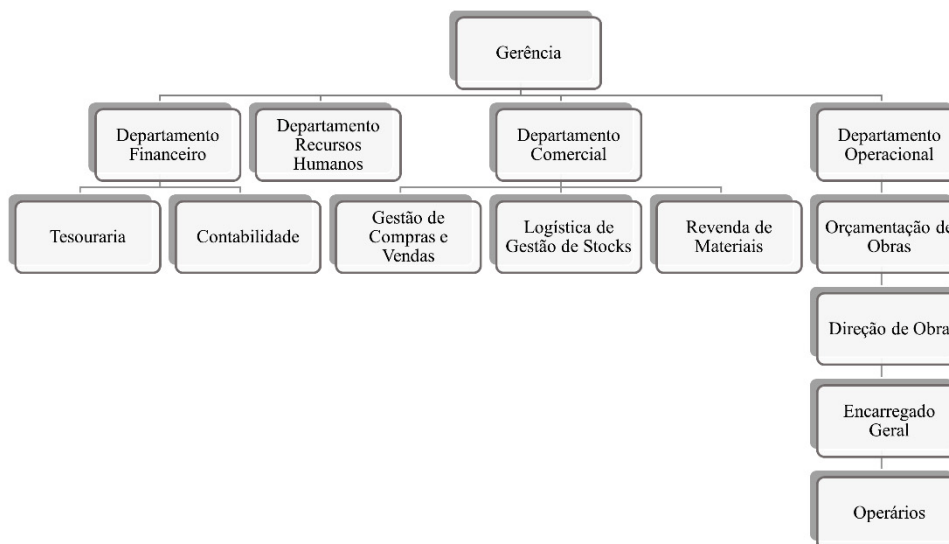 Gerência
Departamento
Financeiro
Departamento
Recursos
Humanos
Departamento
Comercial
Departamento
Operacional
Tesouraria
Contabilidade
Gestão de
Compras e
Vendas
Logística de
Gestão de Stocks
Revenda de
Materiais
Orçamentação de
Obras
Direção de Obra
Encarregado
Geral
Operários